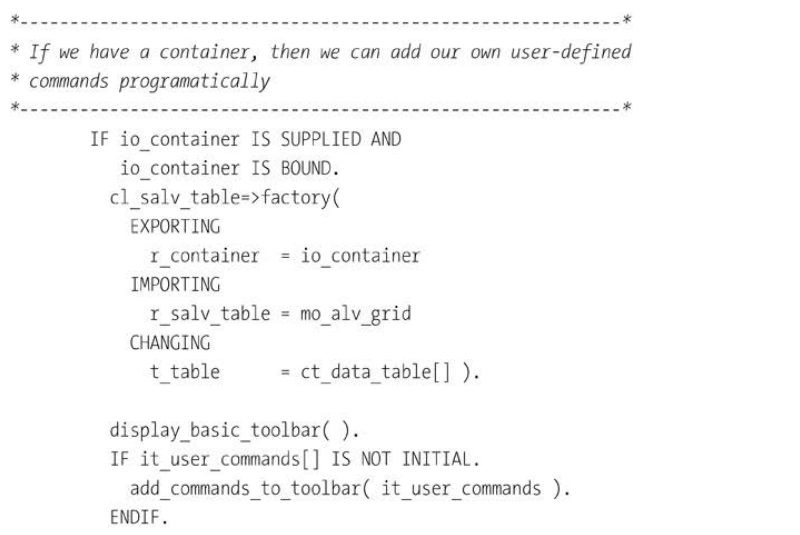 *------------------------------------------------------------*
* If we have a container, then we can add our own user-defined
* commands programatically
*------------------------------------------------------------*
IF io_container IS SUPPLIED AND
io_container IS BOUND.
cl_salv_table=>factory(
EXPORTING
r_container = io_container
IMPORTING
r_salv_table = mo_alv_grid
CHANGING
t_table = ct_data_table[] ).
display_basic_toolbar( ).
IF it_user_commands[] IS NOT INITIAL.
add_commands_to_toolbar( it_user_commands ).
ENDIF.